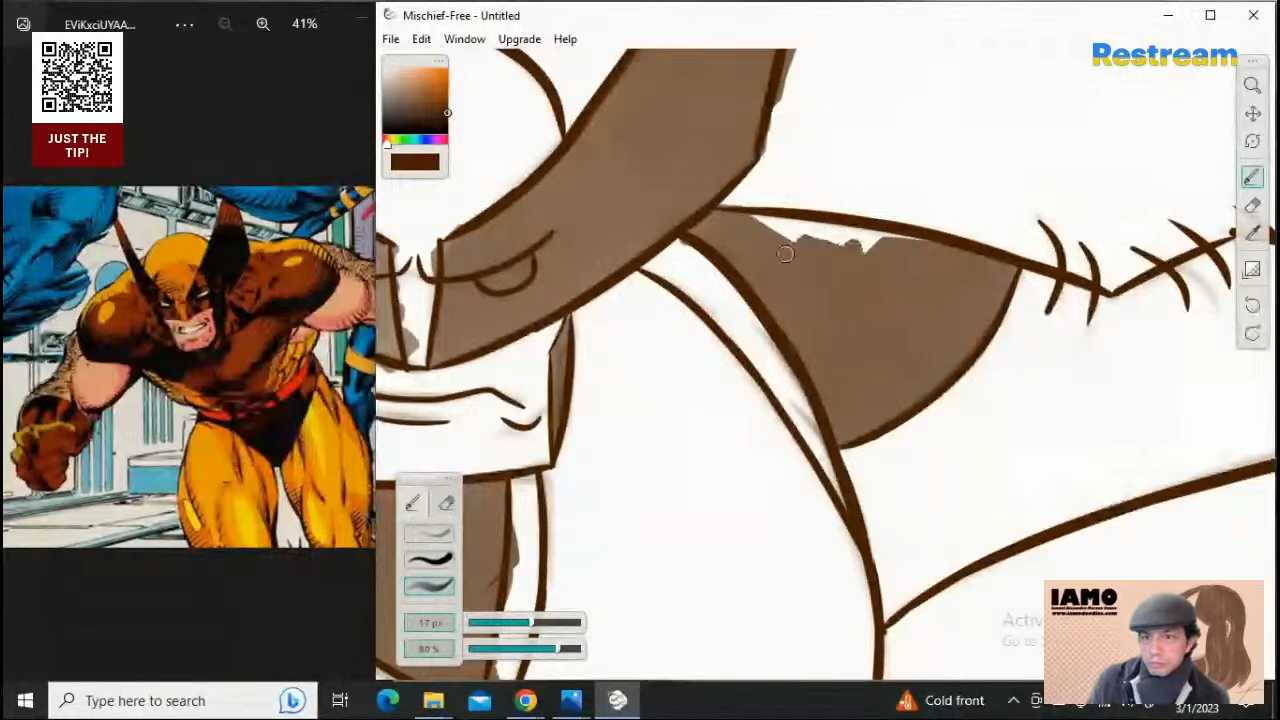 EViKxciUYAA...
41%
JUST THE
TIP!
Mischief-Free - Untitled
File Edit Window Upgrade Help
Restream
17 px
80 %
IAMO
Type here to search
Cold front
3/1/2023